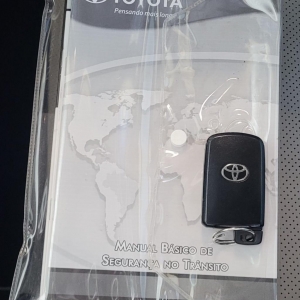 TOYOTA
Pensando mais longe
MANUAL BÁSICO DE
SEGURANÇA NO TRÂNSITO